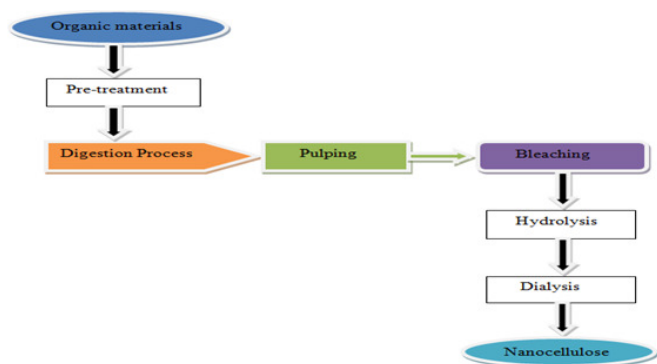 Organic materials
Pre-treatment
Digestion Process
Pulping
Bleaching
Hydrolysis
Dialysis
Nanocellulose